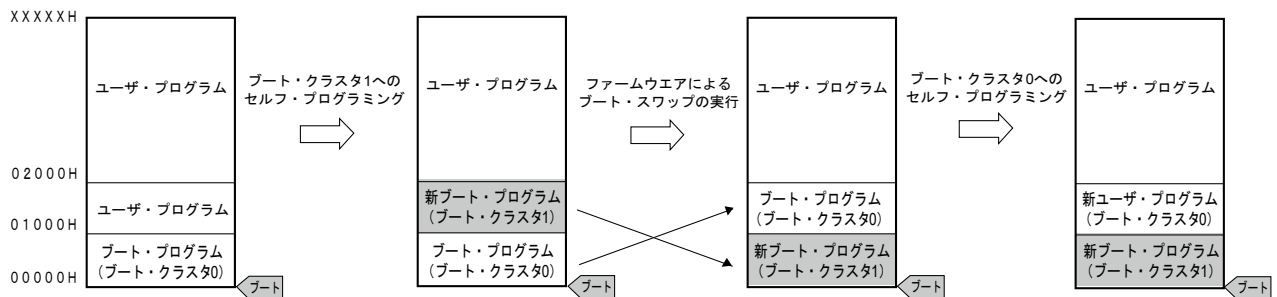 XXXXXH
02000H
01000H
00000H
ユーザ・プログラム
ユーザ・プログラム
ブート・プログラム
(ブート・クラスタ0)
ブート
ブート・クラスタ1への
セルフ・プログラミング
ユーザ・プログラム
新ブート・プログラム
(ブート・クラスタ1)
ブート・プログラム
(ブート・クラスタ0)
ブート
ファームウエアによる
ブート・スワップの実行
ユーザ・プログラム
ブート・プログラム
(ブート・クラスタ0)
新ブート・プログラム
(ブート・クラスタ1)
ブート
ブート・クラスタ0への
セルフ・プログラミング
ユーザ・プログラム
新ユーザ・プログラム
(ブート・クラスタ0)
新ブート・プログラム
(ブート・クラスタ1)
ブート